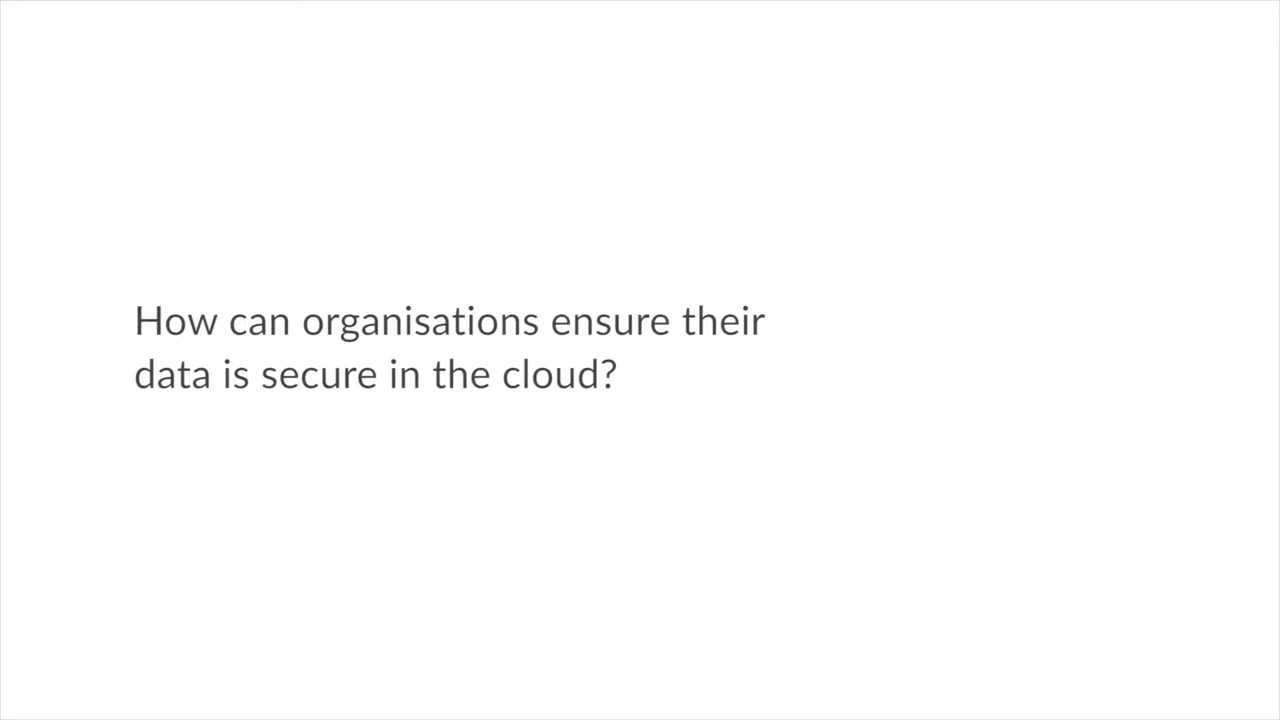 How can organisations ensure their
data is secure in the cloud?